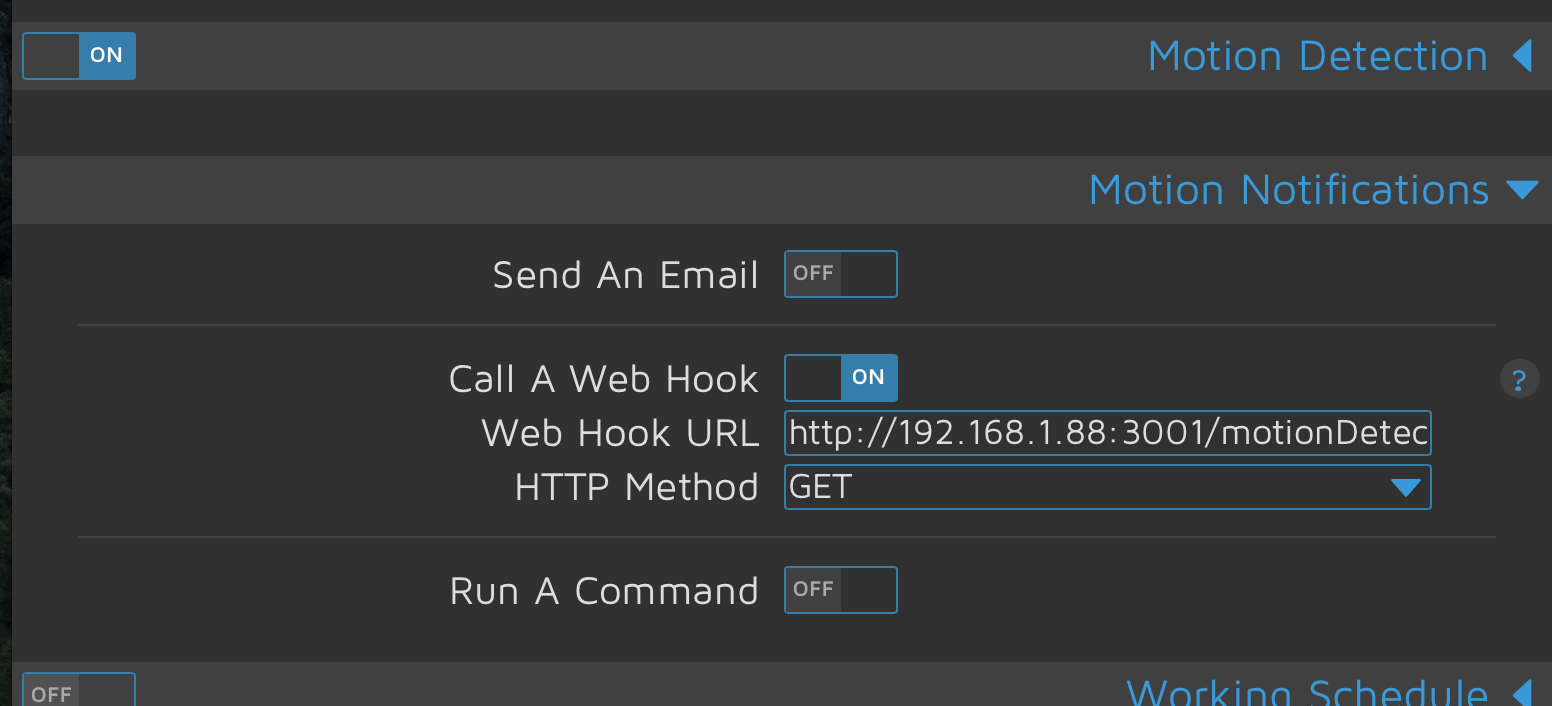 ON Motion Detection
Motion Notifications
Send An Email OFF
Call A Web Hook ON ?
Web Hook URL http://192.168.1.88:3001/motionDetec
HTTP Method GET
Run A Command OFF
OFF Working Schedule